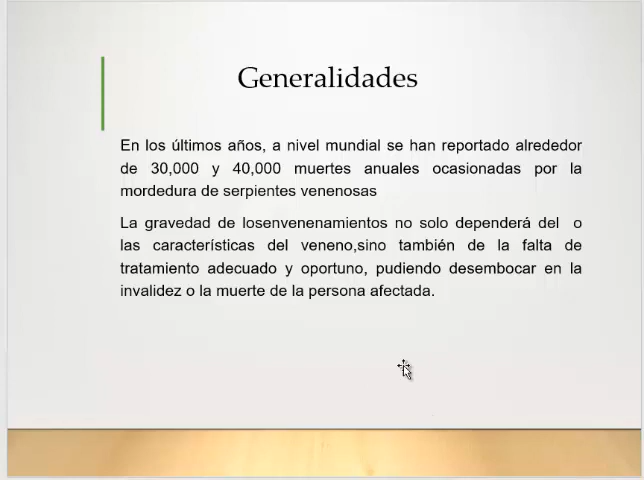 Generalidades
En los últimos años, a nivel mundial se han reportado alrededor
de 30,000 y 40,000 muertes anuales ocasionadas por la
mordedura de serpientes venenosas
La gravedad de losenvenenamientos no solo dependerá del o
las características del veneno,sino también de la falta de
tratamiento adecuado y oportuno, pudiendo desembocar en la
invalidez o la muerte de la persona afectada.